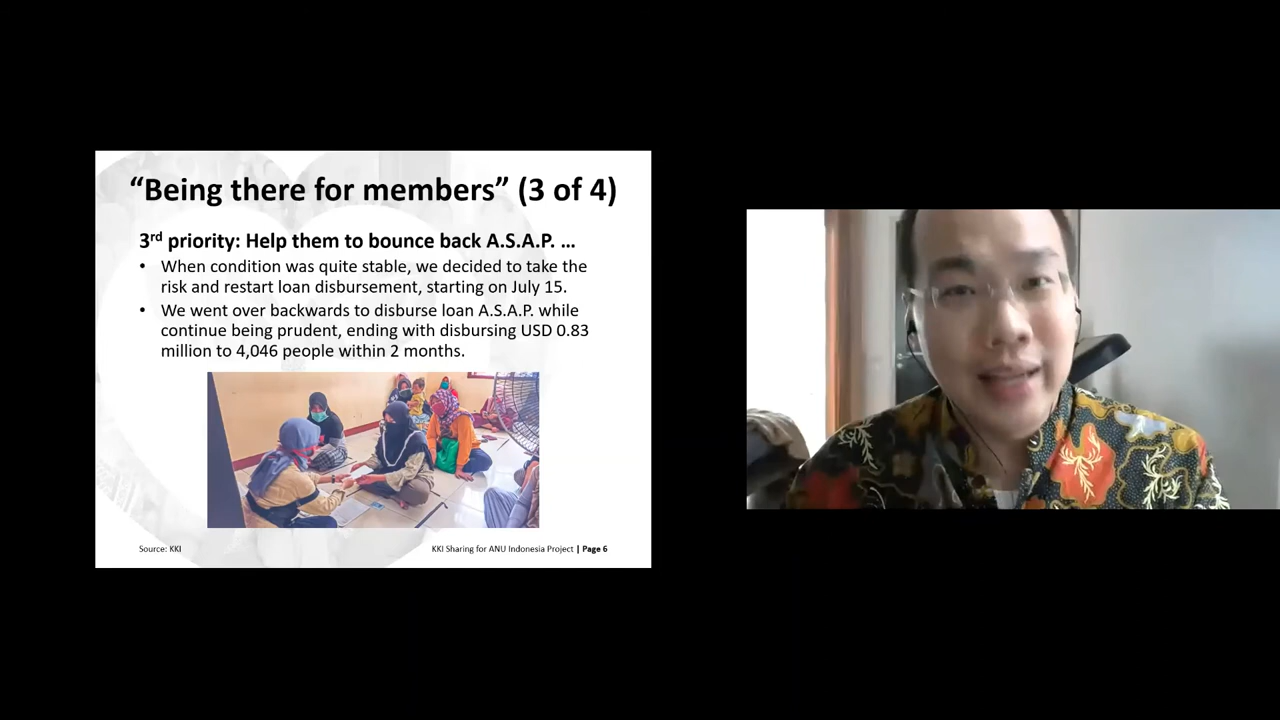 “Being there for members” (3 of 4)
3rd priority: Help them to bounce back A.S.A.P. ...
• When condition was quite stable, we decided to take the
risk and restart loan disbursement, starting on July 15.
• We went over backwards to disburse loan A.S.A.P. while
continue being prudent, ending with disbursing USD 0.83
million to 4,046 people within 2 months.
Source: KKI
KKI Sharing for ANU Indonesia Project | Page 6